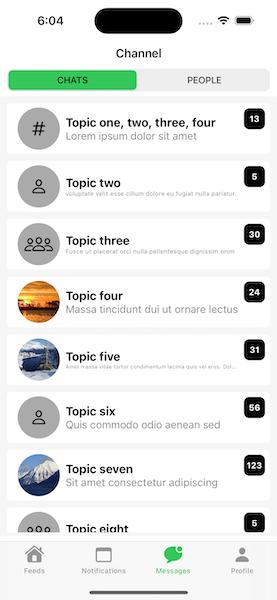 6:04
Channel
CHATS
PEOPLE
Topic one, two, three, four
13
Lorem ipsum dolor sit amet
Topic two
5
voluptate velit esse cillum dolore eu fugiat nulla pariatur.
Topic three
30
Fusce ut placerat orci nulla pellentesque dignissim enim
Topic four
24
Massa tincidunt dui ut ornare lectus
Topic five
31
Amet massa vitae tortor condimentum lacinia quis vel eros. Dol...
Topic six
56
Quis commodo odio aenean sed
Topic seven
123
Sit amet consectetur adipiscing
Topic eight
5
Feeds
Notifications
Messages
Profile